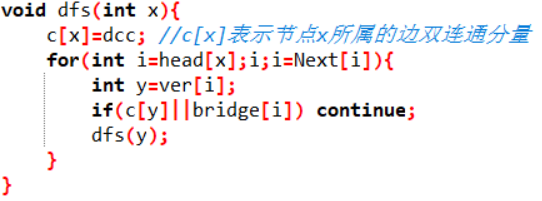 void dfs(int x){
c[x]=dcc; //c[x]表示节点x所属的边双连通分量
for(int i=head[x];i;i=Next[i]){
int y=ver[i];
if(c[y]||bridge[i]) continue;
dfs(y);
}
}